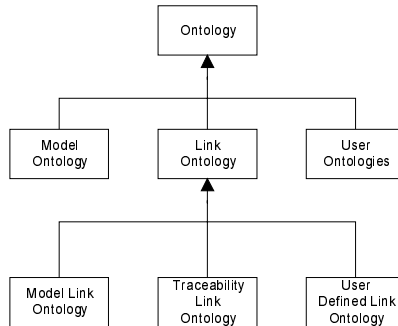 Ontology
Model
Ontology
Link
Ontology
User
Ontologies
Model Link
Ontology
Traceability
Link
Ontology
User
Defined Link
Ontology